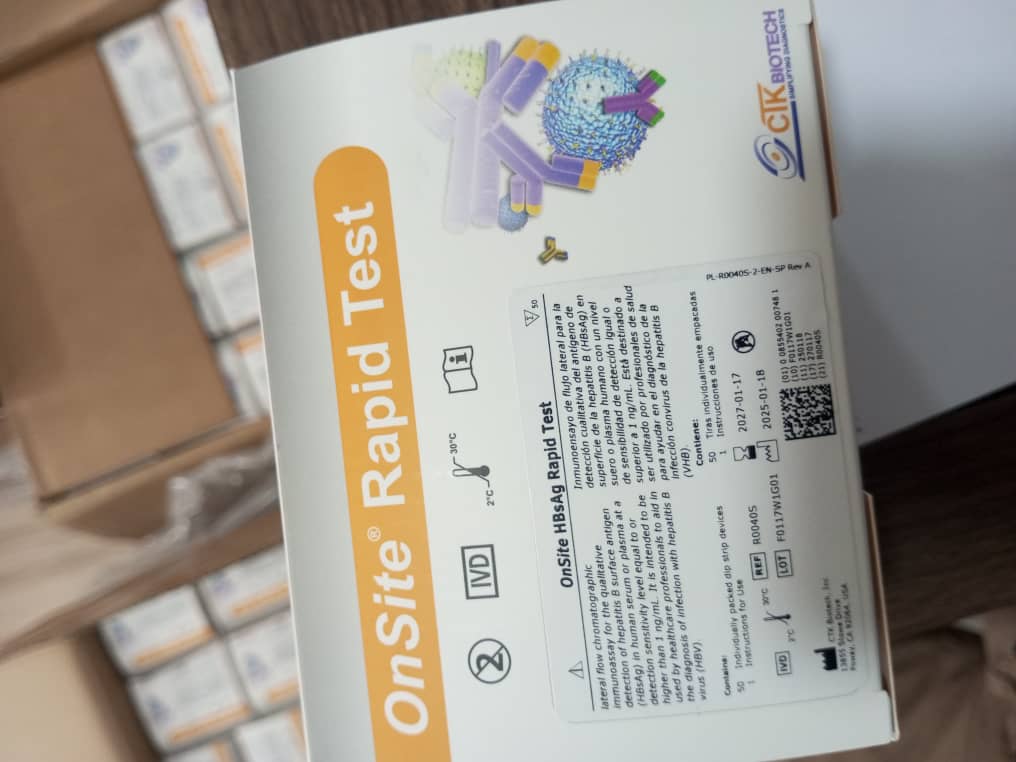 OnSite® Rapid Test
2
IVD
2°C
30°C
i
CTK BIOTECH
SIMPLIFYING DIAGNOSTICS
OnSite HBsAg Rapid Test
50
lateral flow chromatographic
immunoassay for the qualitative
detection of hepatitis B surface antigen
(HBsAg) in human serum or plasma at a
detection sensitivity level equal to or
higher than 1 ng/mL. It is intended to be
used by healthcare professionals to aid in
the diagnosis of infection with hepatitis B
virus (HBV).
Contains:
50 Individually packed dip strip devices
1 Instructions for Use
Inmunoensayo de flujo lateral para la
detección cualitativa del antígeno de
superficie de la hepatitis B (HBsAg) en
suero o plasma humano con un nivel
de sensibilidad de detección igual o
superior a 1 ng/mL. Está destinado a
ser utilizado por profesionales de salud
para ayudar en el diagnóstico de la
infección convirus de la hepatitis B
(VHB).
Contiene:
50 Tiras individualmente empacadas
1 Instrucciones de uso
IVD
2°C
30°C
REF R0040S
LOT F0117W1G01
2027-01-17
2025-01-18
(01) 0 0855402 00748 1
(10) F0117W1G01
(11) 250118
(17) 270117
(21) R0040S
CTK Biotech, Inc
13855 Stowe Drive
Poway, CA 92064, USA
PL-R0040S-2-EN-SP Rev A